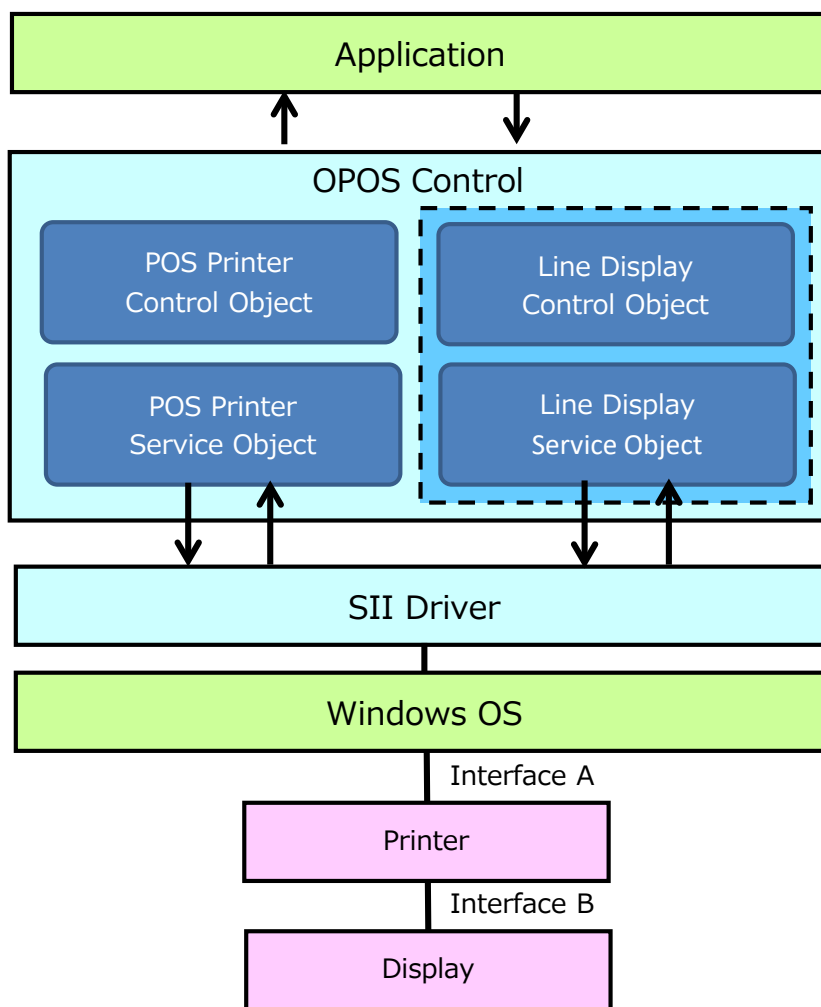 Application
OPOS Control
POS Printer
Control Object
Line Display
Control Object
POS Printer
Service Object
Line Display
Service Object
SII Driver
Windows OS
Interface A
Printer
Interface B
Display